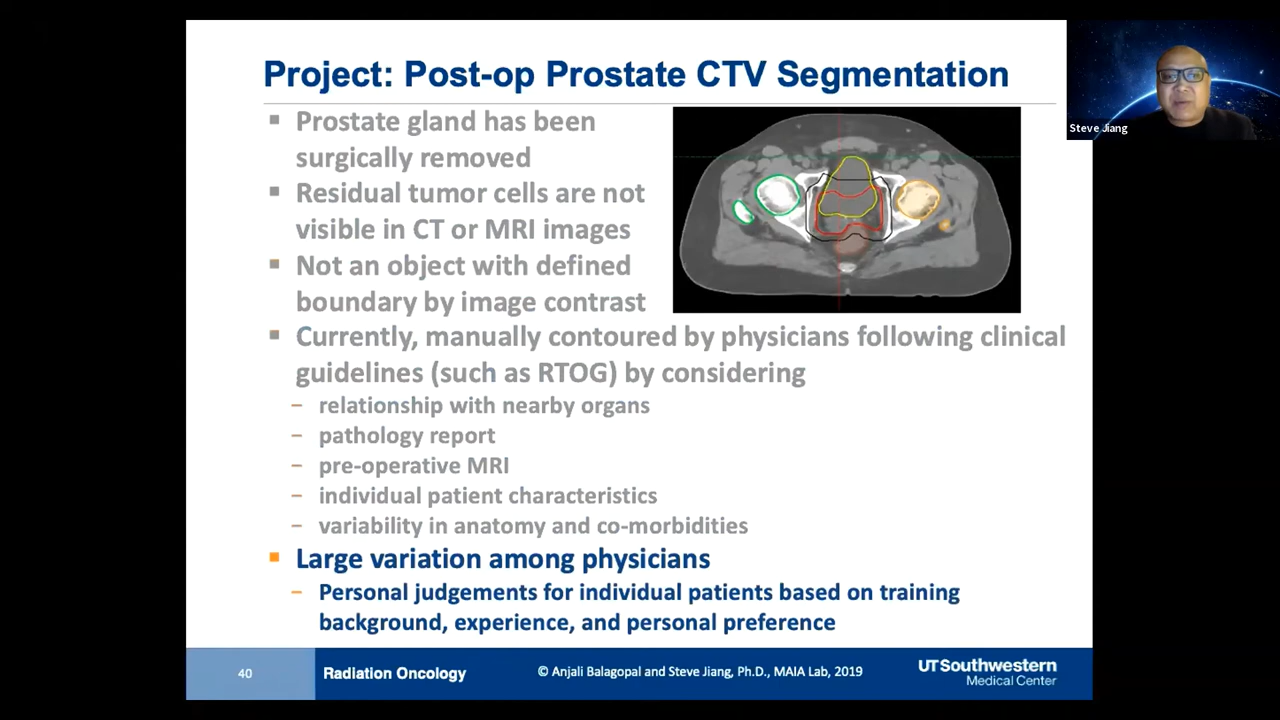 Project: Post-op Prostate CTV Segmentation
Steve Jiang
Prostate gland has been
surgically removed
Residual tumor cells are not
visible in CT or MRI images
Not an object with defined
boundary by image contrast
Currently, manually contoured by physicians following clinical
guidelines (such as RTOG) by considering
relationship with nearby organs
pathology report
pre-operative MRI
individual patient characteristics
variability in anatomy and co-morbidities
Large variation among physicians
Personal judgements for individual patients based on training
background, experience, and personal preference
40
Radiation Oncology
© Anjali Balagopal and Steve Jiang, Ph.D., MAIA Lab, 2019
UTSouthwestern
Medical Center